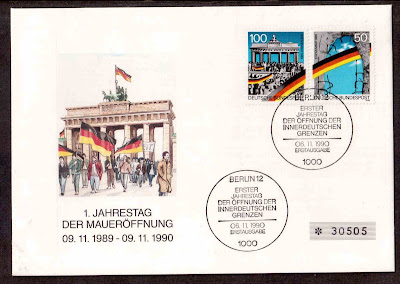 100
50
DEUTSCHE BUNDESPOST
DEUTSCHE BUNDESPOST
BERLIN 12
ERSTER
JAHRESTAG
DER ÖFFNUNG DER
INNERDEUTSCHEN
GRENZEN
06.11.1990
ERSTAUSGABE
1000
1. JAHRESTAG
DER MAUERÖFFNUNG
09.11.1989 - 09.11.1990
BERLIN 12
ERSTER
JAHRESTAG
DER ÖFFNUNG DER
INNERDEUTSCHEN
GRENZEN
06.11.1990
ERSTAUSGABE
1000
* 30505